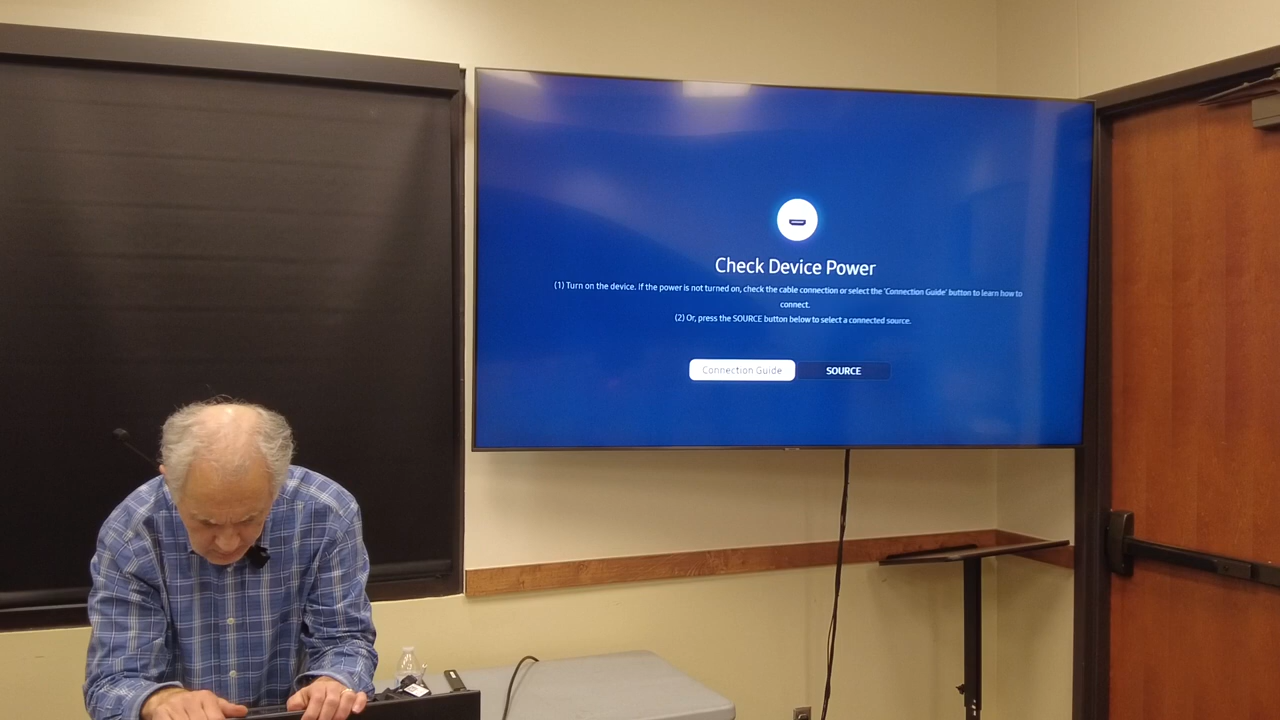 Check Device Power
(1) Turn on the device. If the power is not turned on, check the cable connection or select the 'Connection Guide' button to learn how to
connect.
(2) Or, press the SOURCE button below to select a connected source.
Connection Guide SOURCE